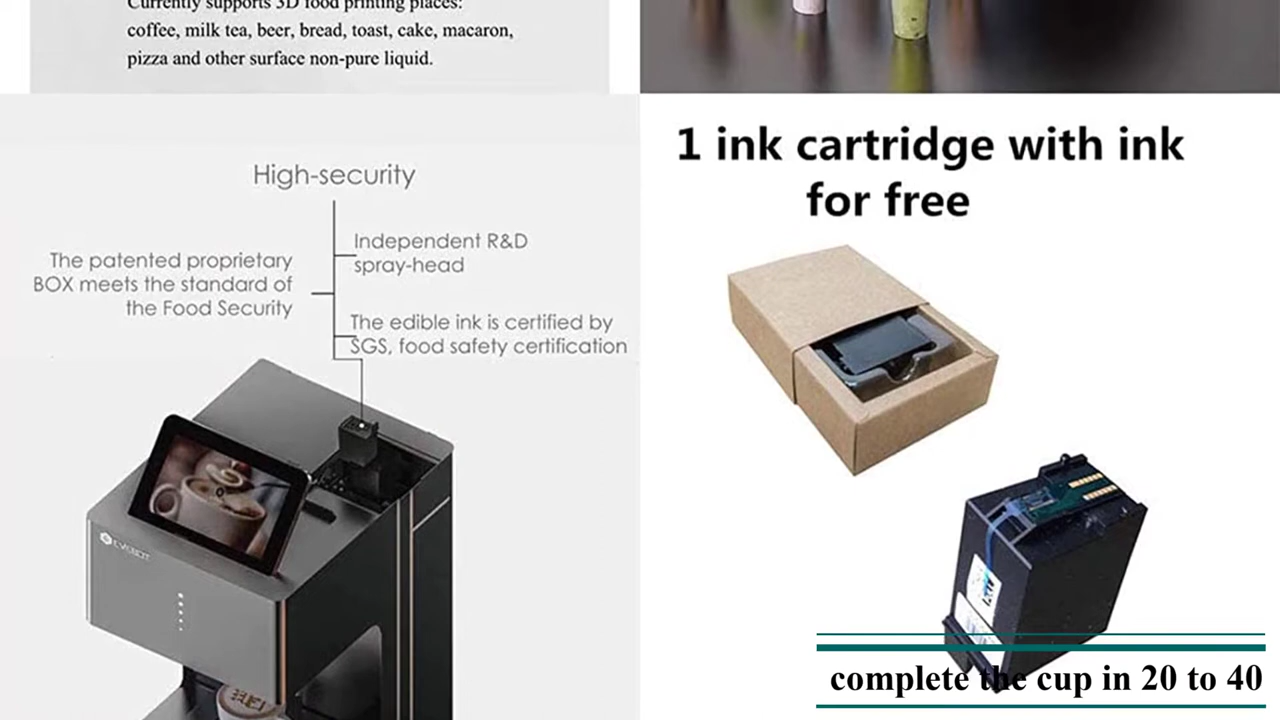 Currently supports 3D food printing places:
coffee, milk tea, beer, bread, toast, cake, macaron,
pizza and other surface non-pure liquid.
High-security
Independent R&D
spray-head
The patented proprietary
BOX meets the standard of
the Food Security
The edible ink is certified by
SGS, food safety certification
EVEBOT
1 ink cartridge with ink
for free
complete the cup in 20 to 40